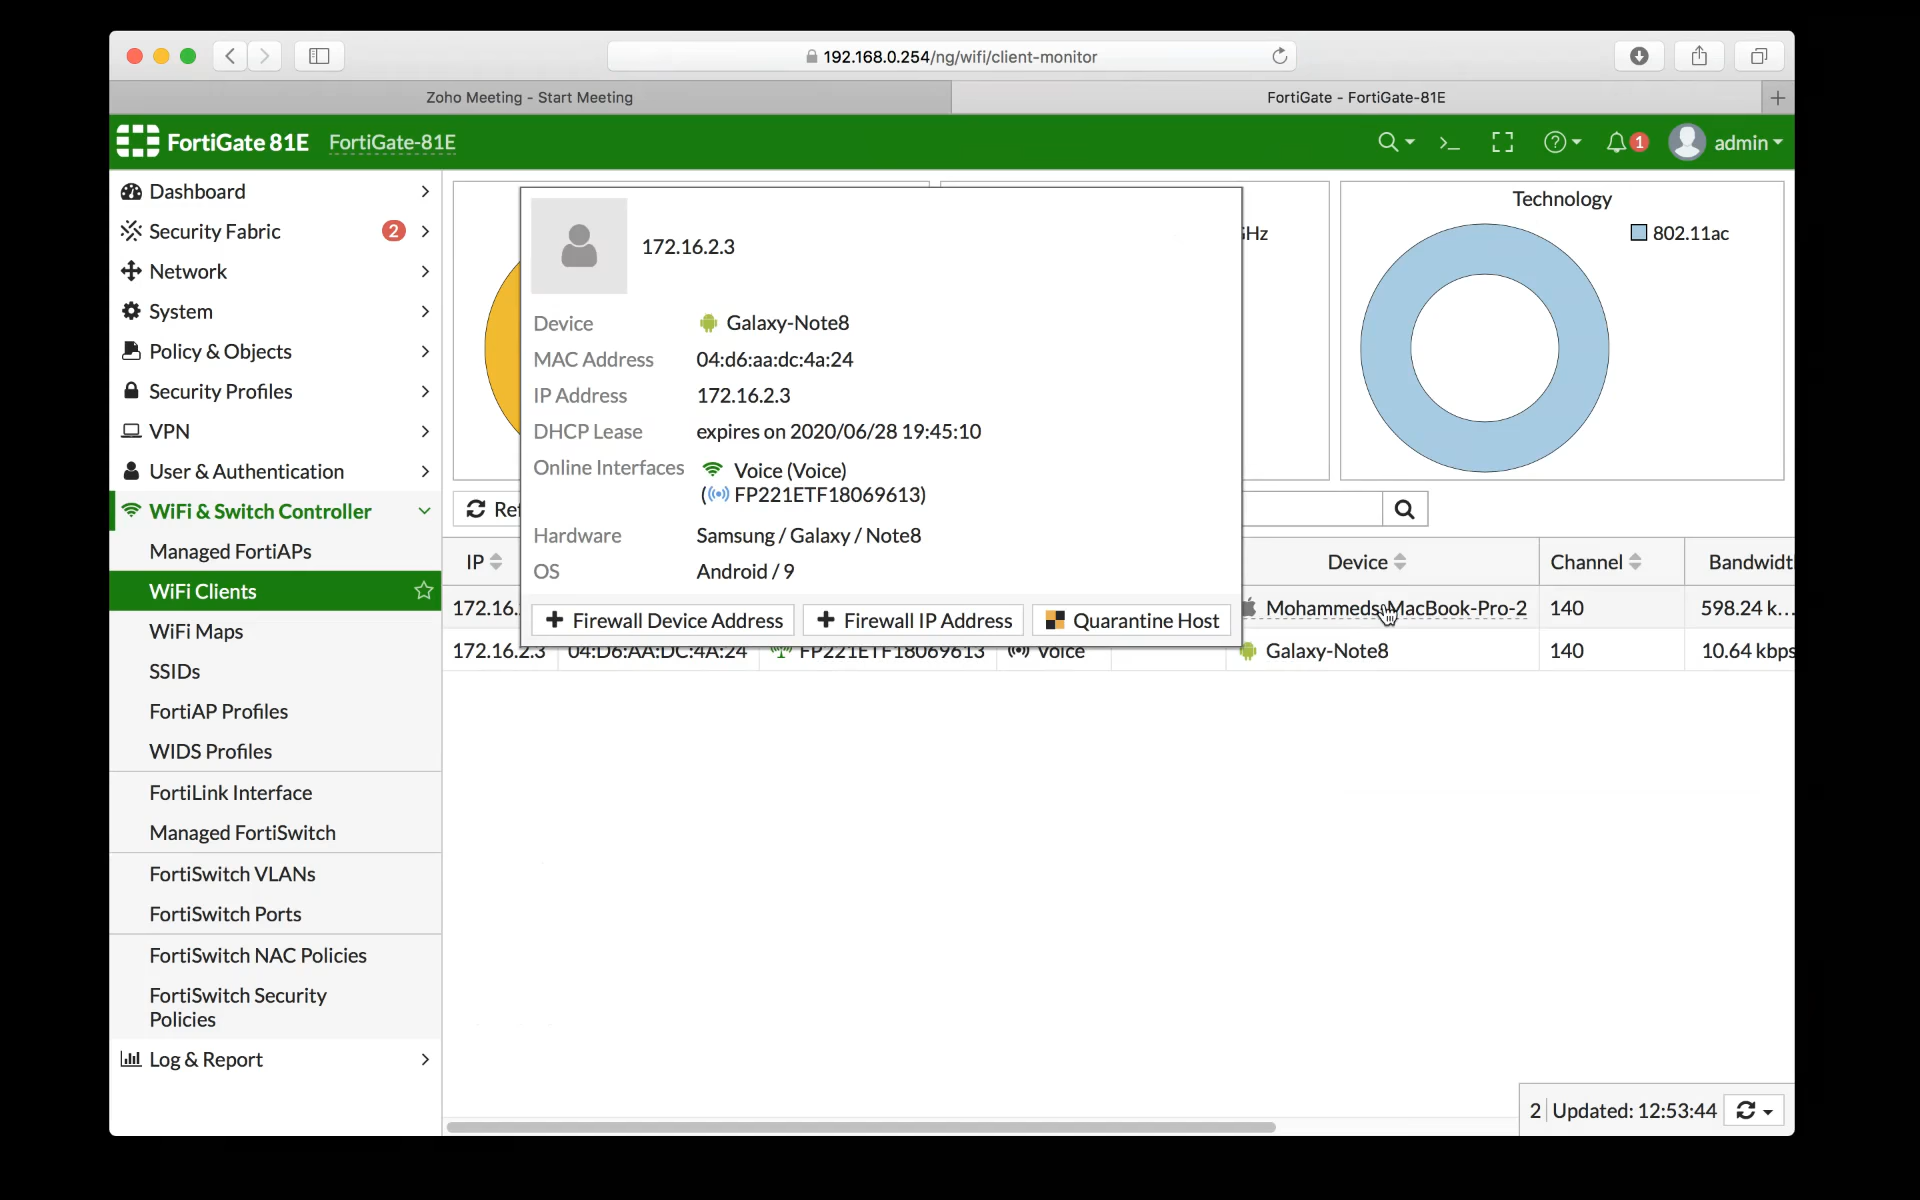 192.168.0.254/ng/wifi/client-monitor
Zoho Meeting - Start Meeting
FortiGate - FortiGate-81E
FortiGate 81E
FortiGate-81E
1
admin
Dashboard
Security Fabric
2
Network
System
Policy & Objects
Security Profiles
VPN
User & Authentication
WiFi & Switch Controller
Managed FortiAPs
WiFi Clients
WiFi Maps
SSIDs
FortiAP Profiles
WIDS Profiles
FortiLink Interface
Managed FortiSwitch
FortiSwitch VLANs
FortiSwitch Ports
FortiSwitch NAC Policies
FortiSwitch Security
Policies
Log & Report
172.16.2.3
Device Galaxy-Note8
MAC Address 04:d6:aa:dc:4a:24
IP Address 172.16.2.3
DHCP Lease expires on 2020/06/28 19:45:10
Online Interfaces Voice (Voice)
(FP221ETF18069613)
Hardware Samsung / Galaxy / Note8
OS Android / 9
Firewall Device Address
Firewall IP Address
Quarantine Host
Technology
802.11ac
IP Device Channel
172.16. Mohammeds-MacBook-Pro-2 140 598.24 k...
172.16.2.3 04:D6:AA:DC:4A:24 FP221ETF18069613 Voice Galaxy-Note8 140 10.64 kbps
2 Updated: 12:53:44